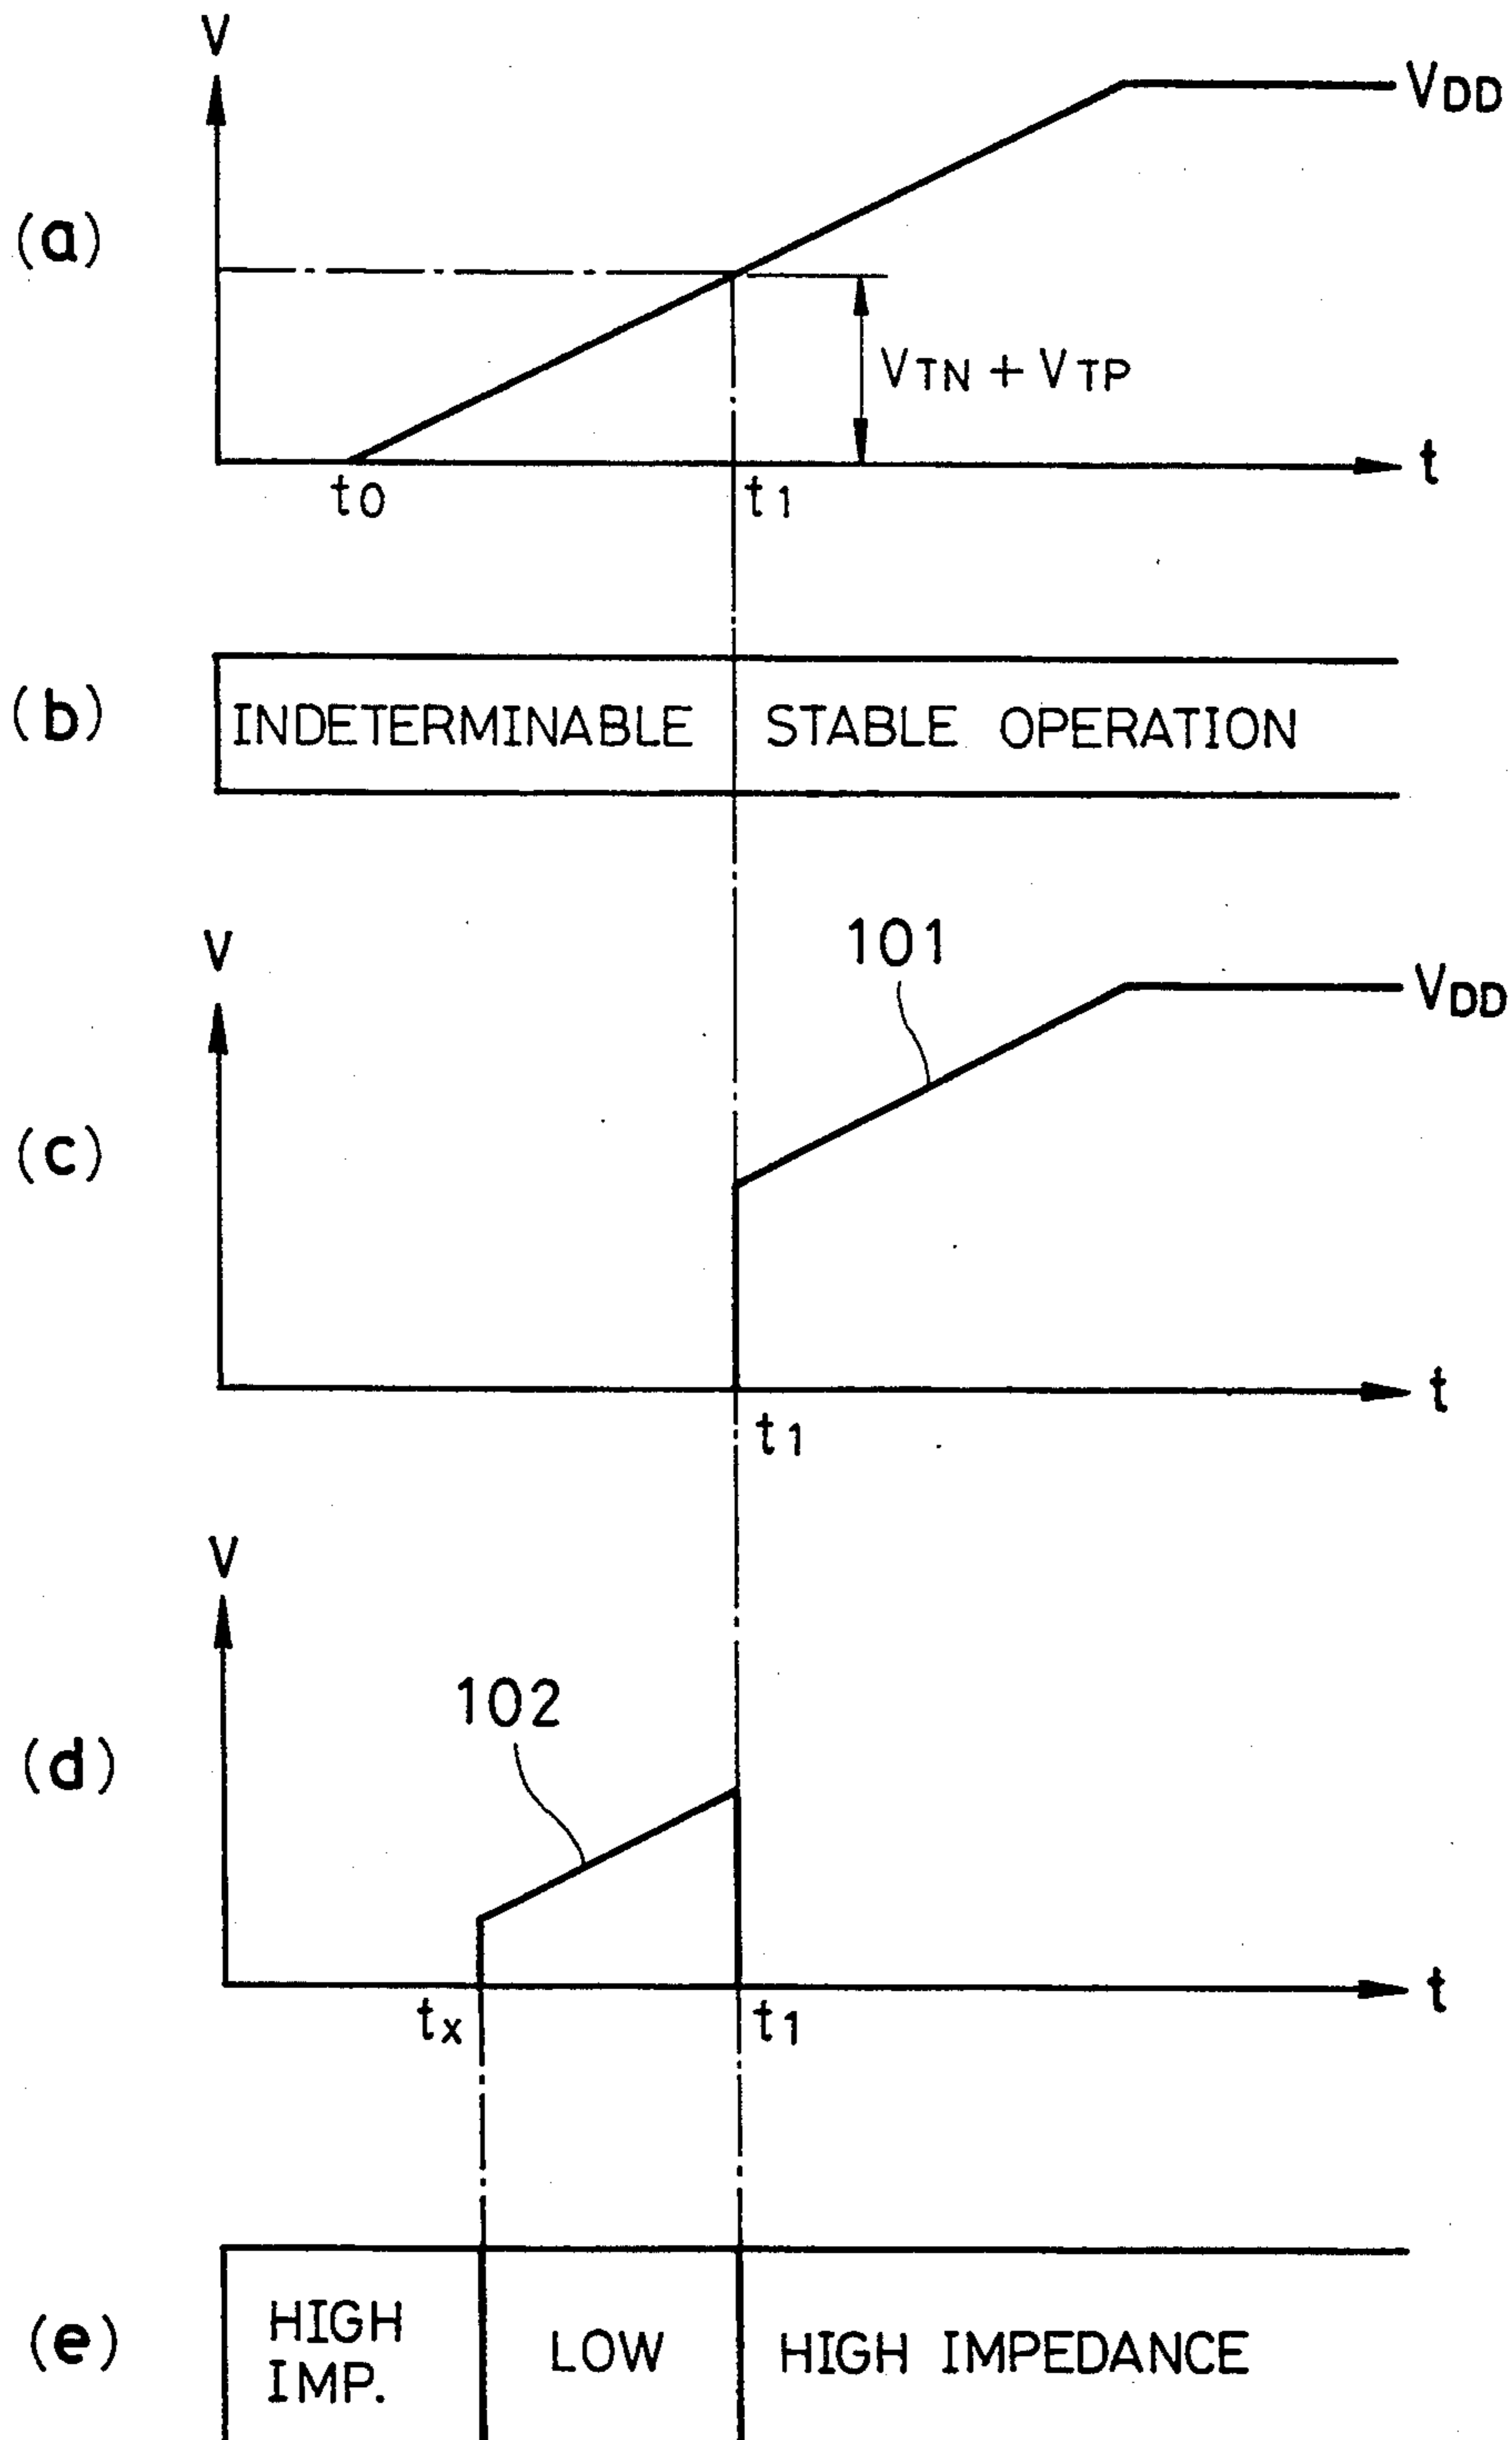 V
VDD
(a)
VTN + VTP
t
t0
t1
(b)
INDETERMINABLE STABLE OPERATION
101
V
VDD
(c)
t
t1
V
102
(d)
t
tx
t1
(e)
HIGH IMP.
LOW
HIGH IMPEDANCE